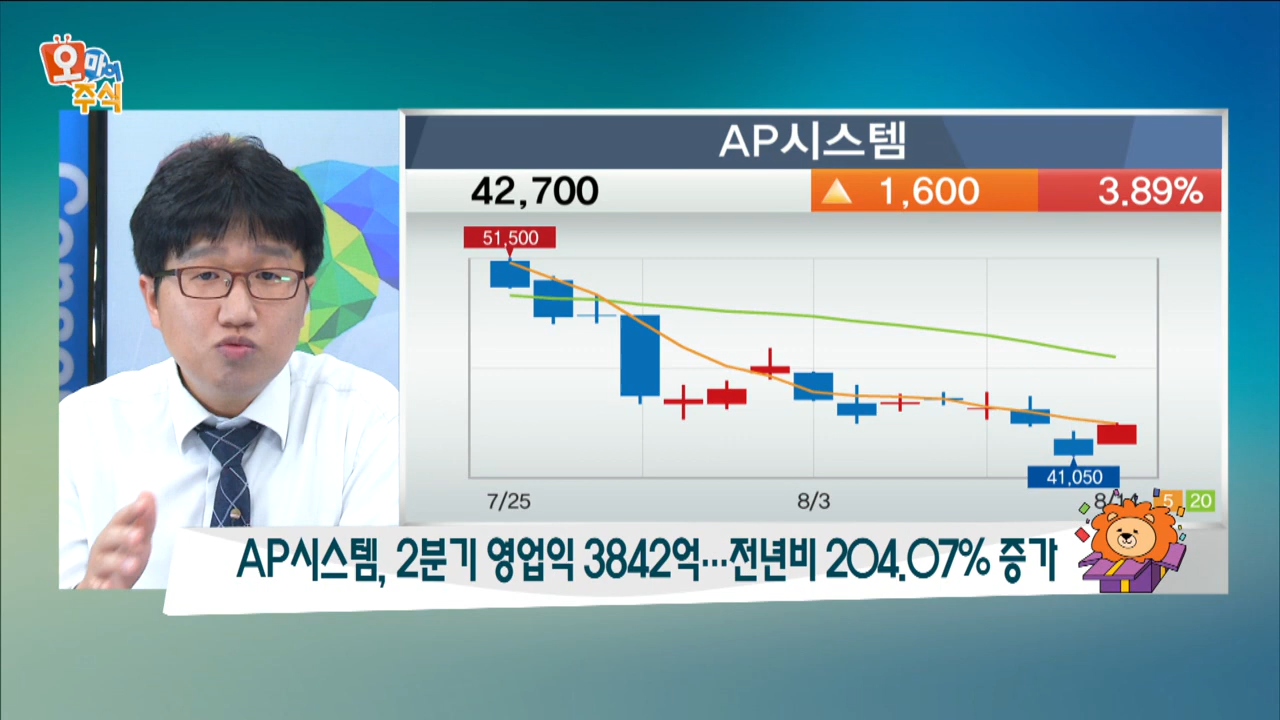 오마이
주식
AP시스템
42,700 ▲ 1,600 3.89%
51,500
41,050
7/25 8/3 8/14 5 20
AP시스템, 2분기 영업익 3842억…전년비 204.07% 증가